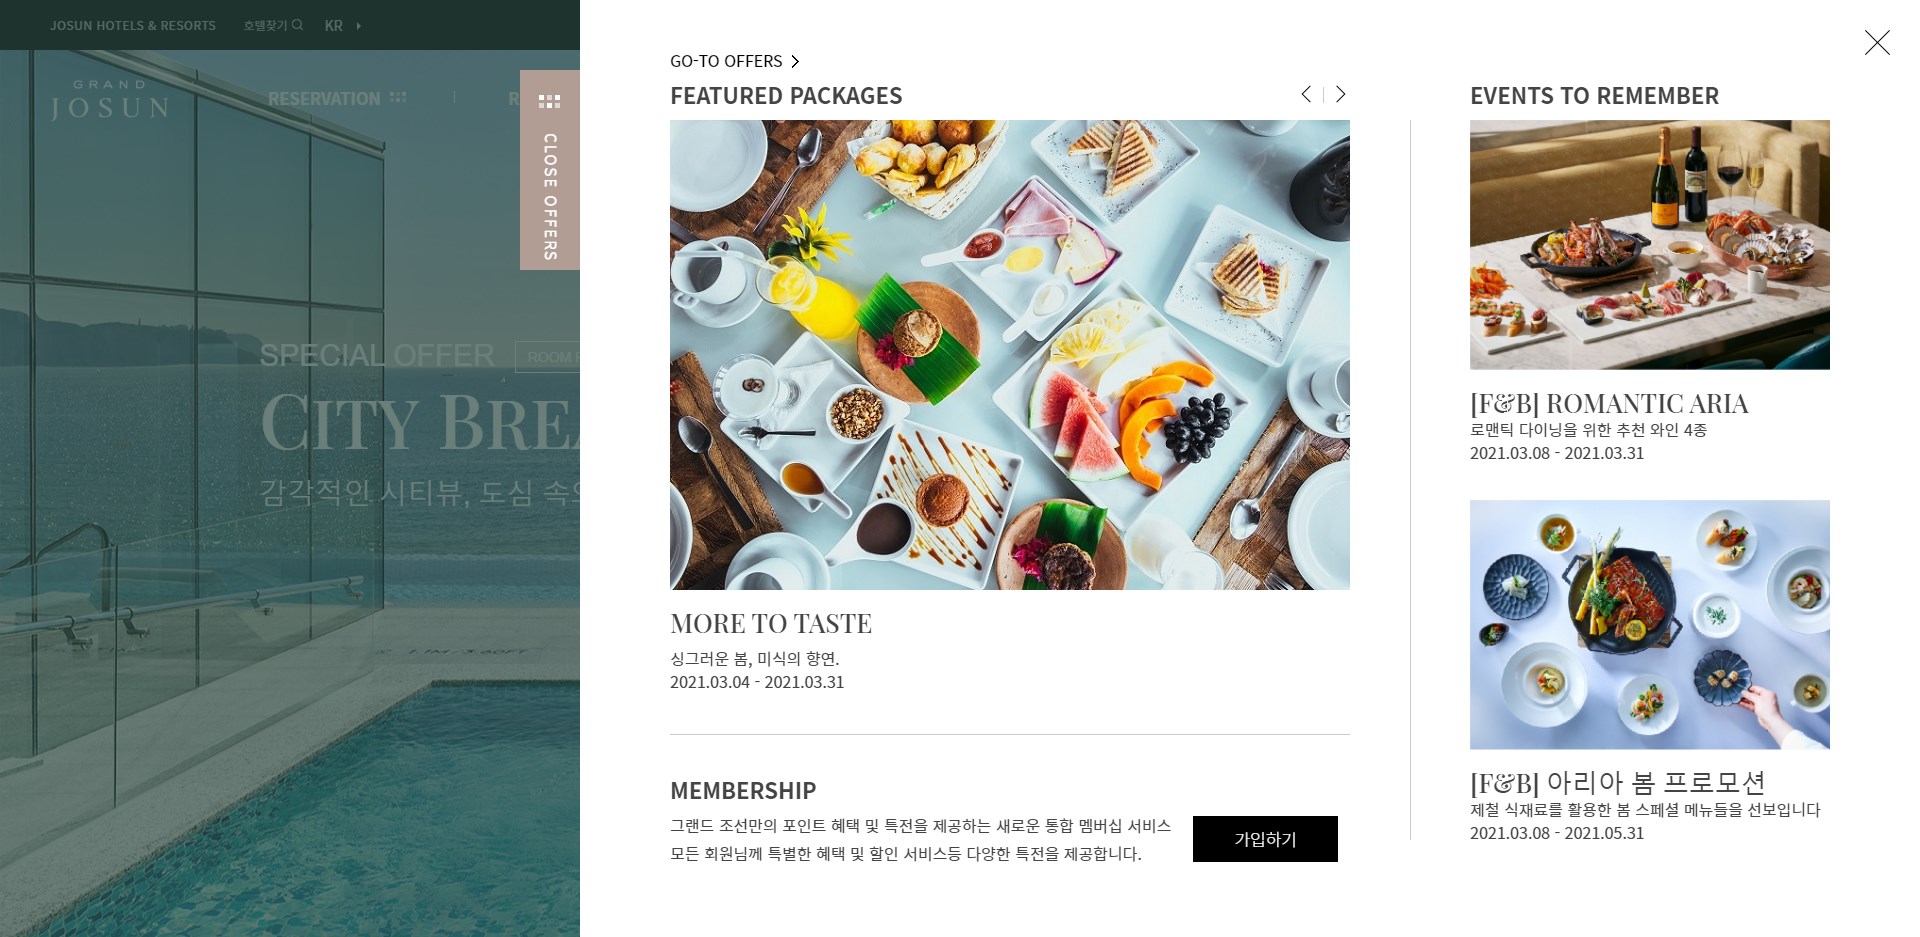 JOSUN HOTELS & RESORTS 호텔찾기 KR
GRAND
JOSUN
RESERVATION
CLOSE OFFERS
SPECIAL OFFER
CITY
감각적인 시티뷰, 도심 속의
GO-TO OFFERS
FEATURED PACKAGES
MORE TO TASTE
싱그러운 봄, 미식의 향연.
2021.03.04 - 2021.03.31
MEMBERSHIP
그랜드 조선만의 포인트 혜택 및 특전을 제공하는 새로운 통합 멤버십 서비스
모든 회원님께 특별한 혜택 및 할인 서비스등 다양한 특전을 제공합니다.
가입하기
EVENTS TO REMEMBER
[F&B] ROMANTIC ARIA
로맨틱 다이닝을 위한 추천 와인 4종
2021.03.08 - 2021.03.31
[F&B] 아리아 봄 프로모션
제철 식재료를 활용한 봄 스페셜 메뉴들을 선보입니다
2021.03.08 - 2021.05.31